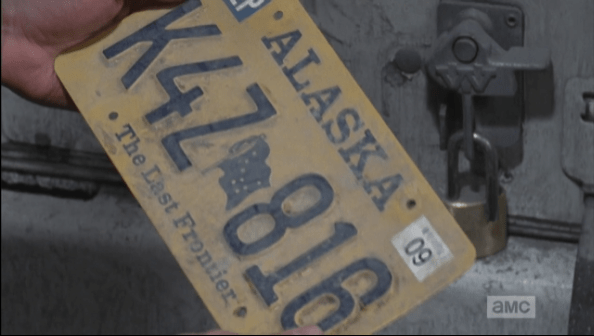 ALASKA
K4Z 816
The Last Frontier
09
amc